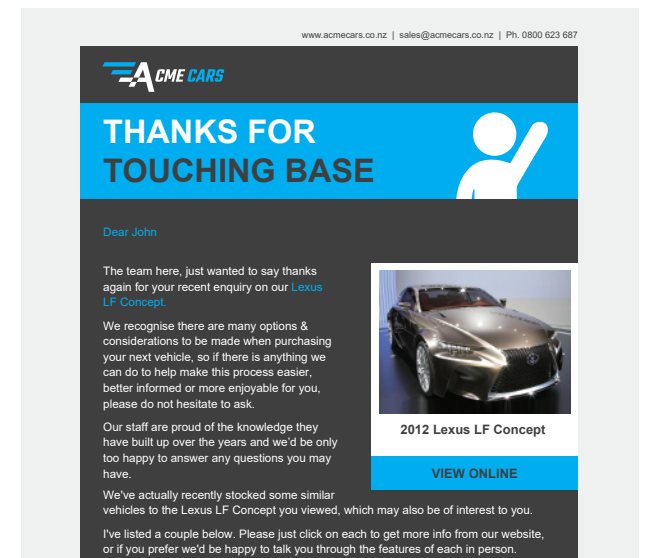 www.acmecars.co.nz | sales@acmecars.co.nz | Ph. 0800 623 687
ACME CARS
THANKS FOR
TOUCHING BASE
Dear John
The team here, just wanted to say thanks
again for your recent enquiry on our Lexus
LF Concept.
We recognise there are many options &
considerations to be made when purchasing
your next vehicle, so if there is anything we
can do to help make this process easier,
better informed or more enjoyable for you,
please do not hesitate to ask.
Our staff are proud of the knowledge they
have built up over the years and we'd be only
too happy to answer any questions you may
have.
2012 Lexus LF Concept
VIEW ONLINE
We've actually recently stocked some similar
vehicles to the Lexus LF Concept you viewed, which may also be of interest to you.
I've listed a couple below. Please just click on each to get more info from our website,
or if you prefer we'd be happy to talk you through the features of each in person.